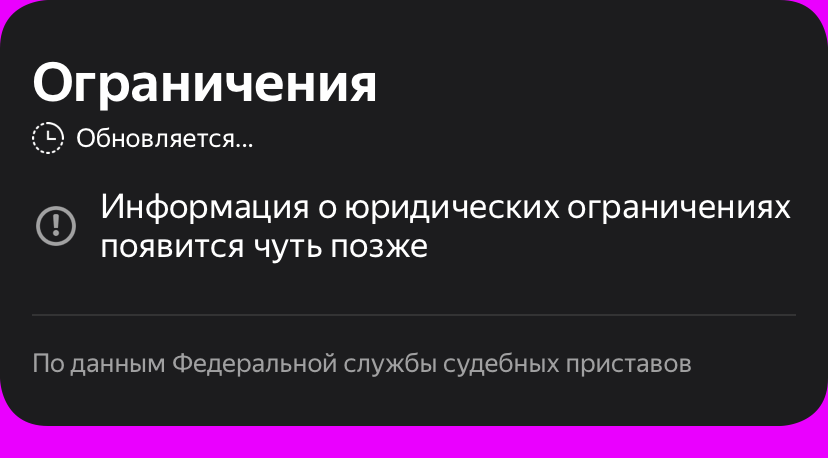 Ограничения
Обновляется...
Информация о юридических ограничениях
появится чуть позже
По данным Федеральной службы судебных приставов